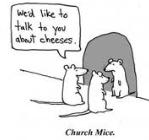 We'd like to
talk to you
about cheeses.
Church Mice.